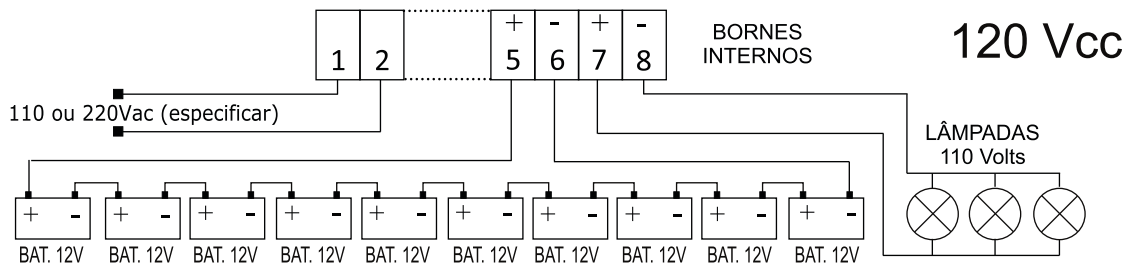 + - + -
1 2 5 6 7 8
BORNES
INTERNOS
120 Vcc
110 ou 220Vac (especificar)
LÂMPADAS
110 Volts
+ - + - + - + - + - + - + - + - + - + -
BAT. 12V BAT. 12V BAT. 12V BAT. 12V BAT. 12V BAT. 12V BAT. 12V BAT. 12V BAT. 12V BAT. 12V